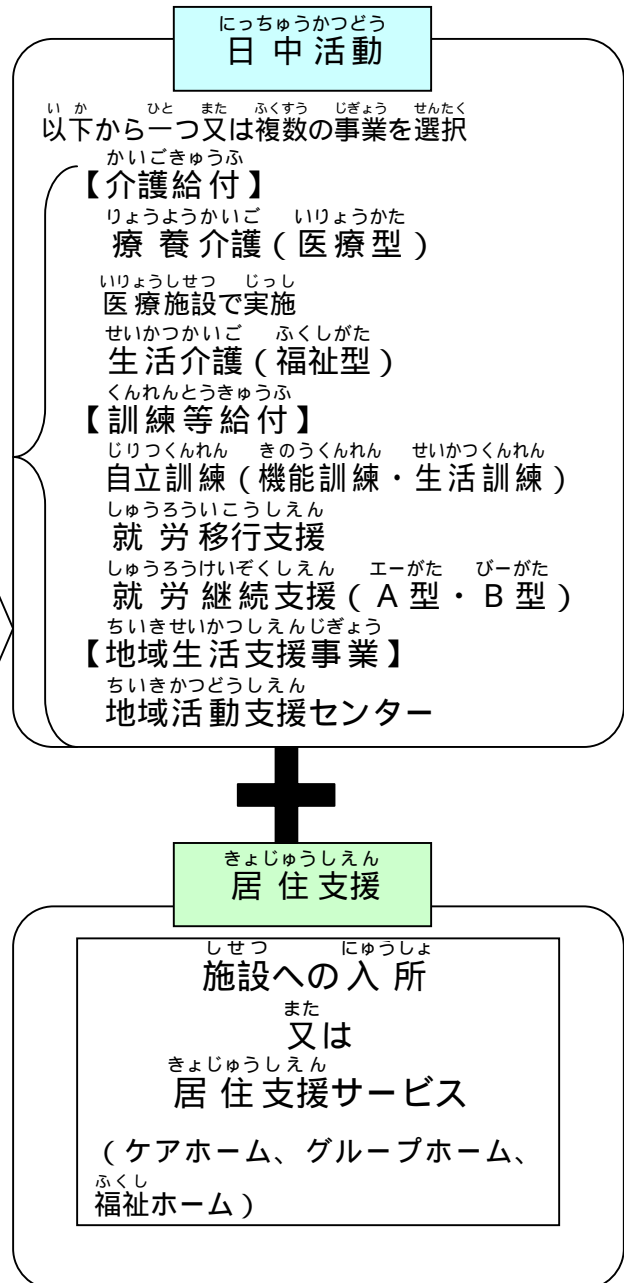 にっちゅうかつどう
日中活動
いか ひと また ふくすう じぎょう せんたく
以下から一つ又は複数の事業を選択
かいごきゅうふ
【介護給付】
りょうようかいご いりょうかた
療養介護(医療型)
いりょうしせつ じっし
医療施設で実施
せいかつかいご ふくしがた
生活介護(福祉型)
くんれんとうきゅうふ
【訓練等給付】
じりつくんれん きのうくんれん せいかつくんれん
自立訓練(機能訓練・生活訓練)
しゅうろういこうしえん
就労移行支援
しゅうろうけいぞくしえん エーがた びーがた
就労継続支援(A型・B型)
ちいきせいかつしえんじぎょう
【地域生活支援事業】
ちいきかつどうしえん
地域活動支援センター
きょじゅうしえん
居住支援
しせつ にゅうしょ
施設への入所
また
又は
きょじゅうしえん
居住支援サービス
(ケアホーム、グループホーム、
ふくし
福祉ホーム)